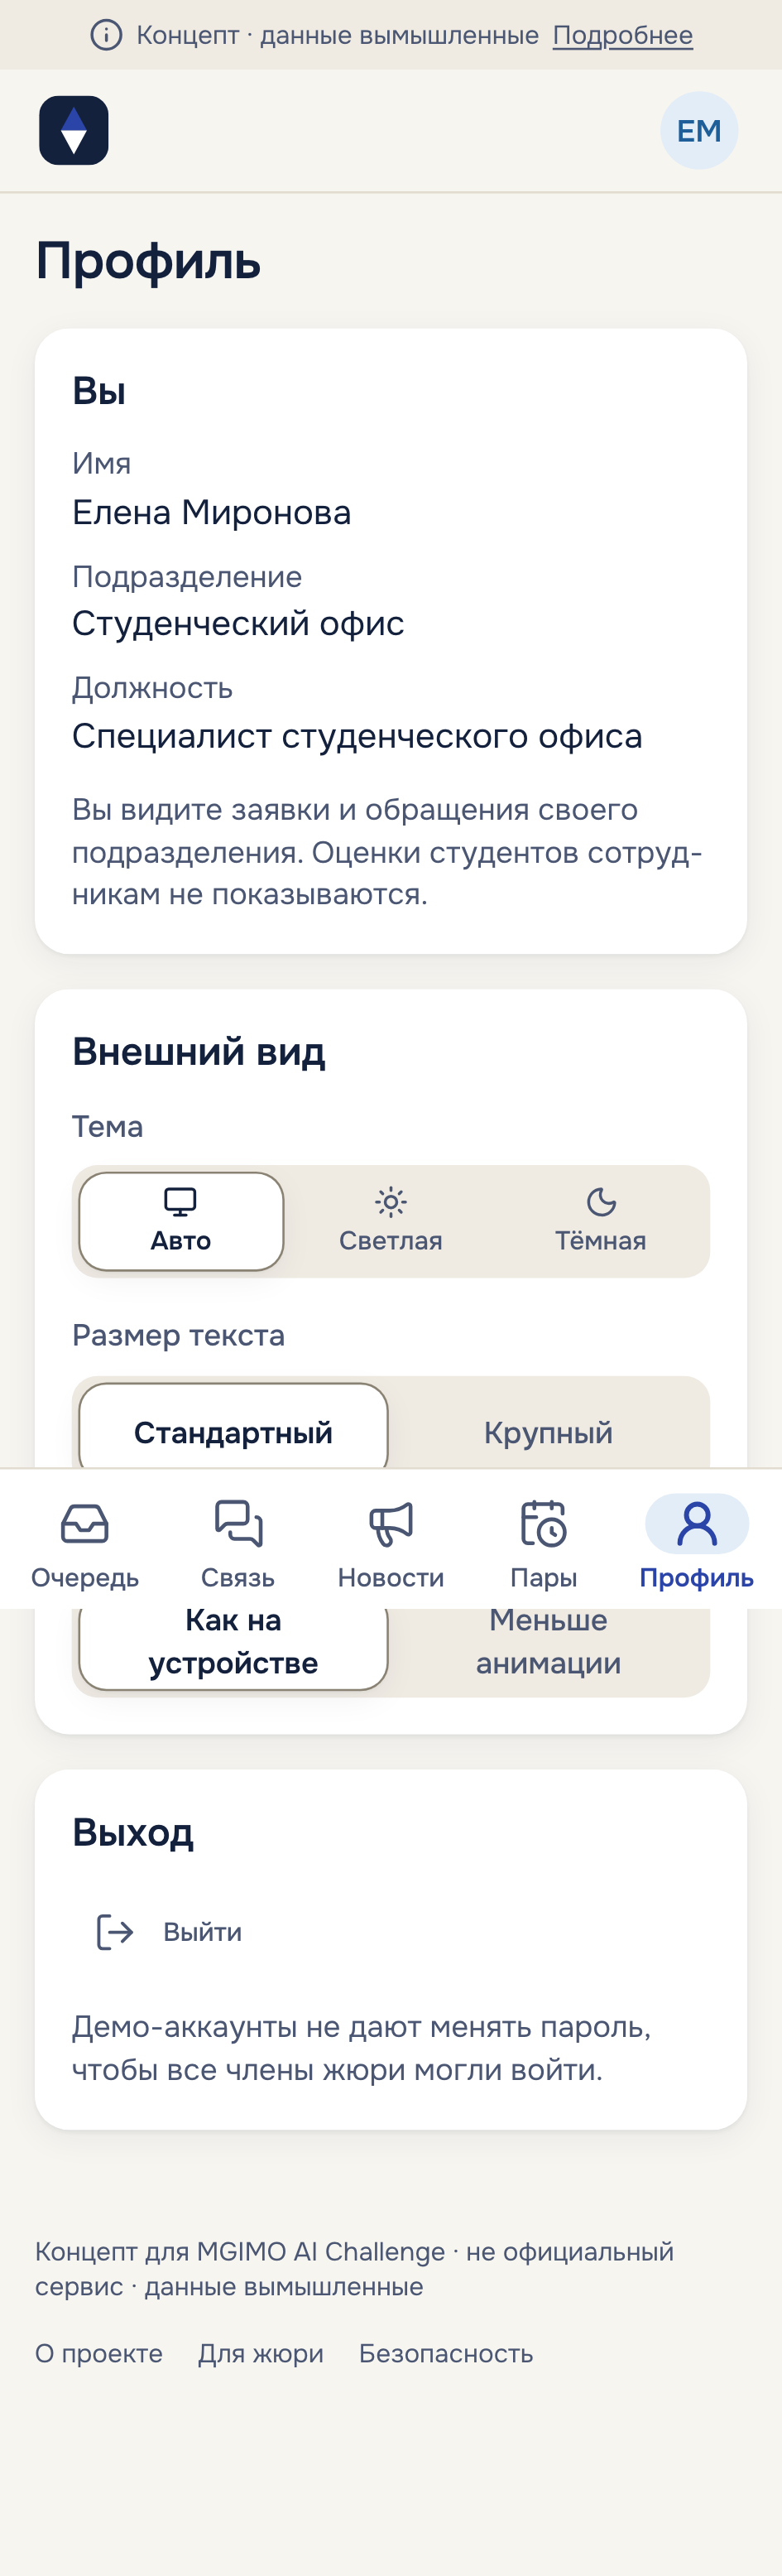 Концепт · данные вымышленные Подробнее
ЕМ
Профиль
Вы
Имя
Елена Миронова
Подразделение
Студенческий офис
Должность
Специалист студенческого офиса
Вы видите заявки и обращения своего
подразделения. Оценки студентов сотруд-
никам не показываются.
Внешний вид
Тема
Авто Светлая Тёмная
Размер текста
Стандартный Крупный
Очередь Связь Новости Пары Профиль
Как на Меньше
устройстве анимации
Выход
Выйти
Демо-аккаунты не дают менять пароль,
чтобы все члены жюри могли войти.
Концепт для MGIMO AI Challenge · не официальный
сервис · данные вымышленные
О проекте Для жюри Безопасность